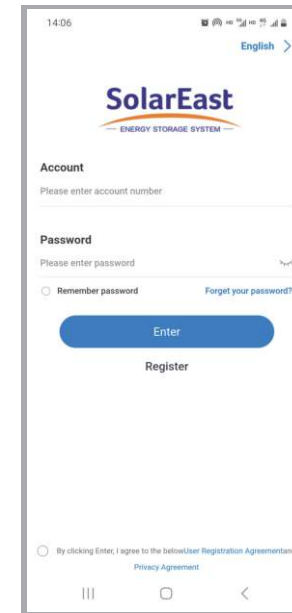 14:06
English >
SolarEast
ENERGY STORAGE SYSTEM
Account
Please enter account number
Password
Please enter password
Remember password Forget your password?
Enter
Register
By clicking Enter, I agree to the belowUser Registration Agreementan
Privacy Agreement